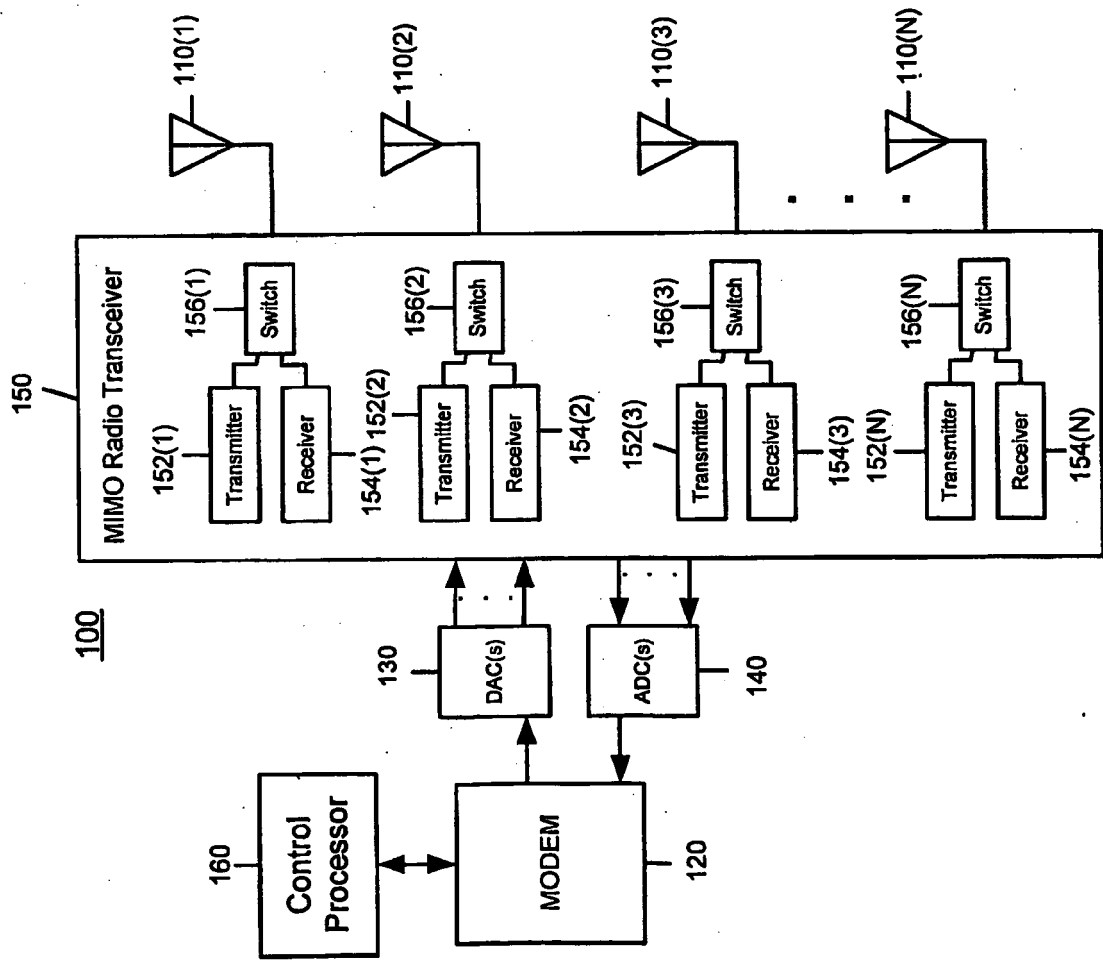 100
150
MIMO Radio Transceiver
152(1)
156(1)
Transmitter
Switch
Receiver
154(1)
110(1)
152(2)
156(2)
Transmitter
Switch
Receiver
154(2)
110(2)
152(3)
156(3)
Transmitter
Switch
Receiver
154(3)
110(3)
152(N)
156(N)
Transmitter
Switch
Receiver
154(N)
110(N)
130
DAC(s)
ADC(s)
140
160
Control
Processor
MODEM
120